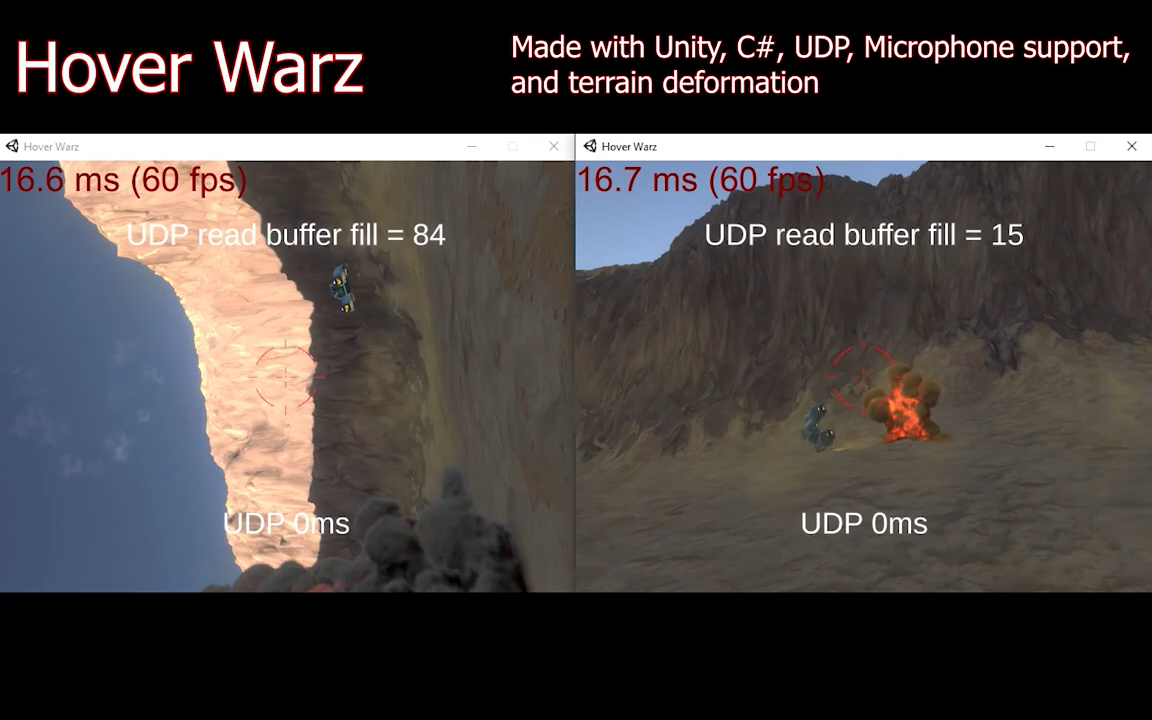 Hover Warz
Made with Unity, C#, UDP, Microphone support,
and terrain deformation
Hover Warz
16.6 ms (60 fps)
UDP read buffer fill = 84
UDP 0ms
Hover Warz
16.7 ms (60 fps)
UDP read buffer fill = 15
UDP 0ms